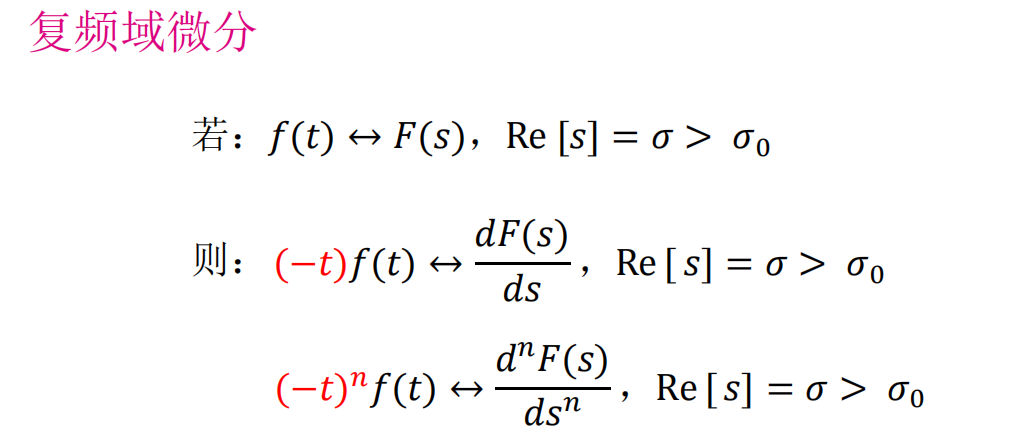 复频域微分
若：f(t) ↔ F(s)，Re [s] = σ > σ₀
则：(−t)f(t) ↔ dF(s)/ds，Re [ s] = σ > σ₀
(−t)ⁿf(t) ↔ dⁿF(s)/dsⁿ，Re [ s] = σ > σ₀